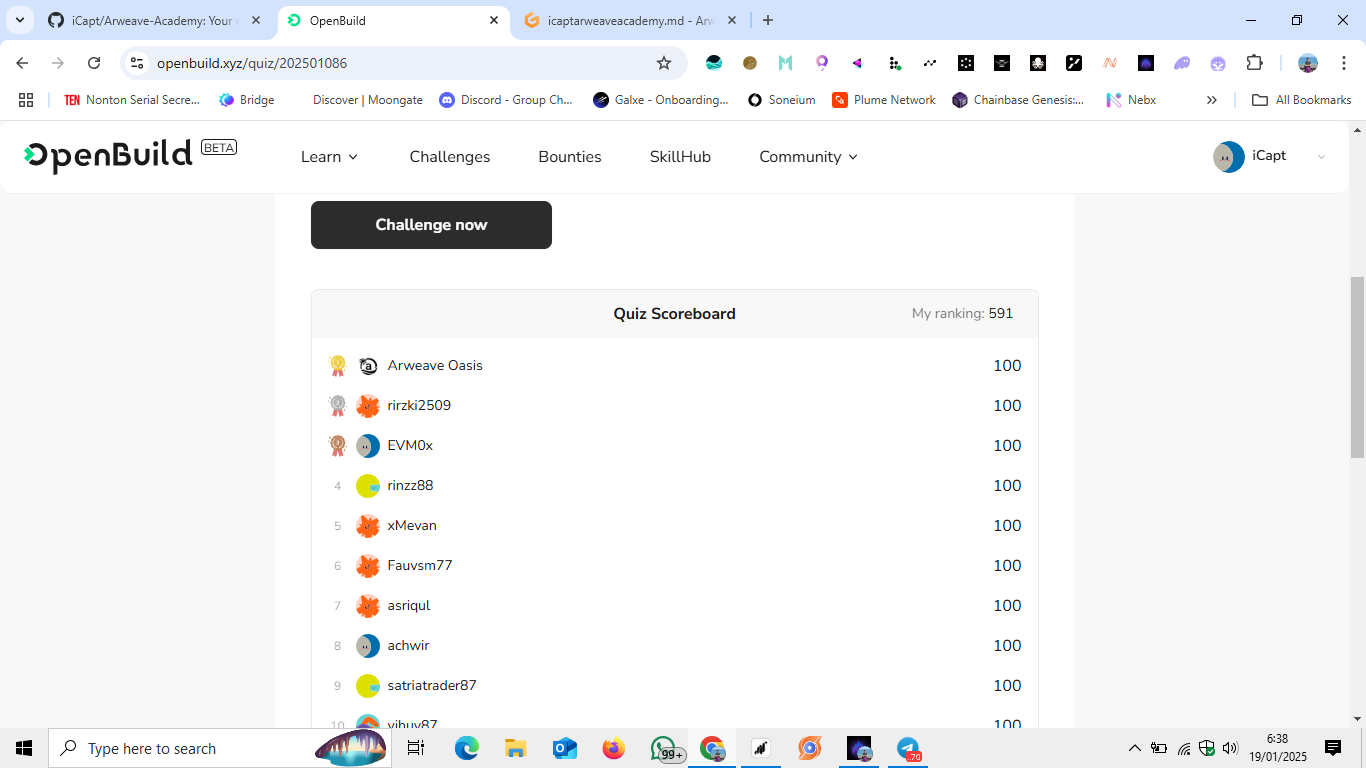 iCapt/Arweave-Academy: Your
OpenBuild
icaptarweaveacademy.md - Arw
openbuild.xyz/quiz/202501086
TEN Nonton Serial Secre...
Bridge
Discover | Moongate
Discord - Group Ch...
Galxe - Onboarding...
Soneium
Plume Network
Chainbase Genesis:...
Nebx
All Bookmarks
OpenBuild BETA
Learn
Challenges
Bounties
SkillHub
Community
iCapt
Challenge now
Quiz Scoreboard
My ranking: 591
Arweave Oasis 100
rirzki2509 100
EVM0x 100
4 rinzz88 100
5 xMevan 100
6 Fauvsm77 100
7 asriqul 100
8 achwir 100
9 satriatrader87 100
10 100
Type here to search
99+
70
6:38
19/01/2025